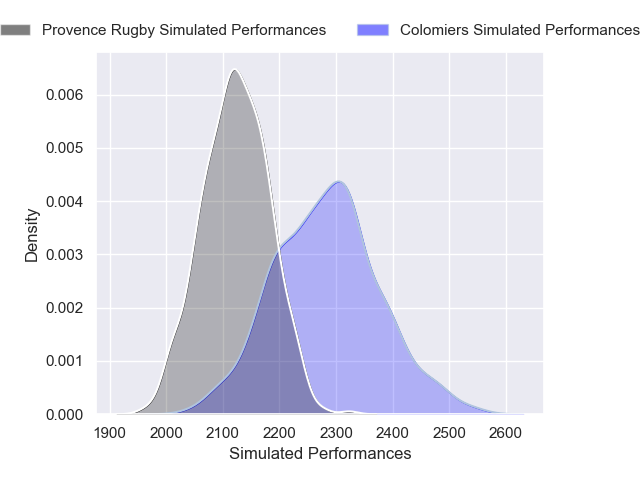 Provence Rugby Simulated Performances
Colomiers Simulated Performances
0.006
0.005
0.004
0.003
0.002
0.001
0.000
Density
1900 2000 2100 2200 2300 2400 2500 2600
Simulated Performances